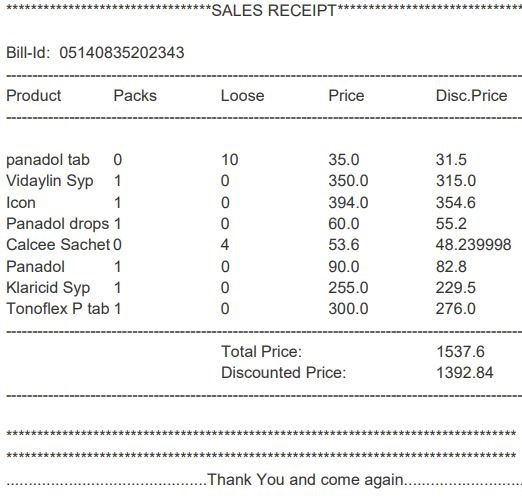 *********************************SALES RECEIPT******************************
Bill-Id: 05140835202343
Product Packs Loose Price Disc.Price
panadol tab 0 10 35.0 31.5
Vidaylin Syp 1 0 350.0 315.0
Icon 1 0 394.0 354.6
Panadol drops 1 0 60.0 55.2
Calcee Sachet 0 4 53.6 48.239998
Panadol 1 0 90.0 82.8
Klaricid Syp 1 0 255.0 229.5
Tonoflex P tab 1 0 300.0 276.0
Total Price: 1537.6
Discounted Price: 1392.84
***********************************************************************************
***********************************************************************************
..........................................Thank You and come again.........................